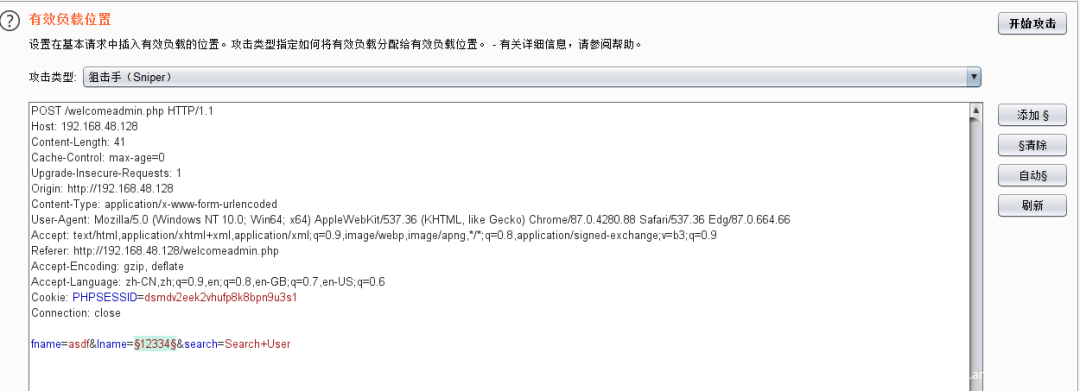 ?
有效负载位置
开始攻击
设置在基本请求中插入有效负载的位置。攻击类型指定如何将有效负载分配给有效负载位置。 - 有关详细信息，请参阅帮助。
攻击类型: 狙击手（Sniper）
POST /welcomeadmin.php HTTP/1.1
Host: 192.168.48.128
Content-Length: 41
Cache-Control: max-age=0
Upgrade-Insecure-Requests: 1
Origin: http://192.168.48.128
Content-Type: application/x-www-form-urlencoded
User-Agent: Mozilla/5.0 (Windows NT 10.0; Win64; x64) AppleWebKit/537.36 (KHTML, like Gecko) Chrome/87.0.4280.88 Safari/537.36 Edg/87.0.664.66
Accept: text/html,application/xhtml+xml,application/xml;q=0.9,image/webp,image/apng,*/*;q=0.8,application/signed-exchange;v=b3;q=0.9
Referer: http://192.168.48.128/welcomeadmin.php
Accept-Encoding: gzip, deflate
Accept-Language: zh-CN,zh;q=0.9,en;q=0.8,en-GB;q=0.7,en-US;q=0.6
Cookie: PHPSESSID=dsmdv2eek2vhufp8k8bpn9u3s1
Connection: close
fname=asdf&lname=§12334§&search=Search+User
添加 §
§清除
自动§
刷新